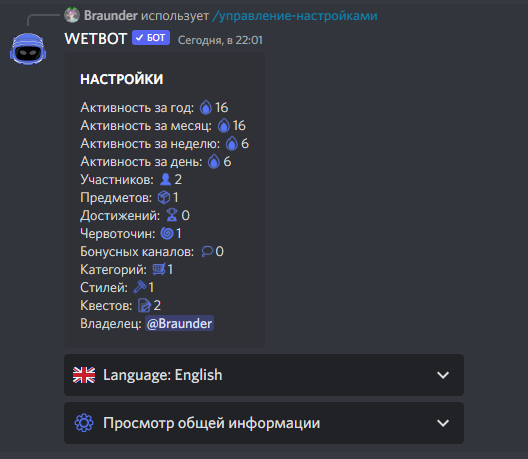 Braunder использует /управление-настройками
WETBOT ✓ БОТ Сегодня, в 22:01
НАСТРОЙКИ
Активность за год: 16
Активность за месяц: 16
Активность за неделю: 6
Активность за день: 6
Участников: 2
Предметов: 1
Достижений: 0
Червоточин: 1
Бонусных каналов: 0
Категорий: 1
Стилей: 1
Квестов: 2
Владелец: @Braunder
Language: English
Просмотр общей информации